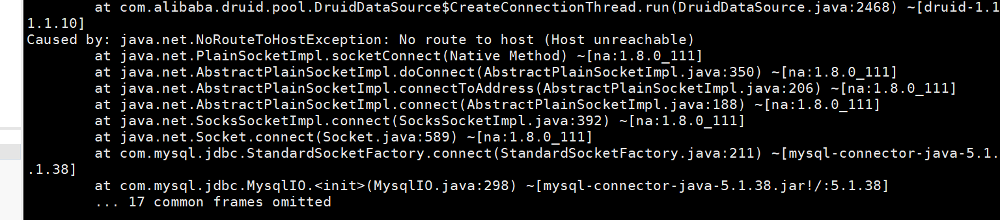 at com.alibaba.druid.pool.DruidDataSource$CreateConnectionThread.run(DruidDataSource.java:2468) ~[druid-1.1
1.1.10]
Caused by: java.net.NoRouteToHostException: No route to host (Host unreachable)
at java.net.PlainSocketImpl.socketConnect(Native Method) ~[na:1.8.0_111]
at java.net.AbstractPlainSocketImpl.doConnect(AbstractPlainSocketImpl.java:350) ~[na:1.8.0_111]
at java.net.AbstractPlainSocketImpl.connectToAddress(AbstractPlainSocketImpl.java:206) ~[na:1.8.0_111]
at java.net.AbstractPlainSocketImpl.connect(AbstractPlainSocketImpl.java:188) ~[na:1.8.0_111]
at java.net.SocksSocketImpl.connect(SocksSocketImpl.java:392) ~[na:1.8.0_111]
at java.net.Socket.connect(Socket.java:589) ~[na:1.8.0_111]
at com.mysql.jdbc.StandardSocketFactory.connect(StandardSocketFactory.java:211) ~[mysql-connector-java-5.1.
.1.38]
at com.mysql.jdbc.MysqlIO.<init>(MysqlIO.java:298) ~[mysql-connector-java-5.1.38.jar!/:5.1.38]
... 17 common frames omitted